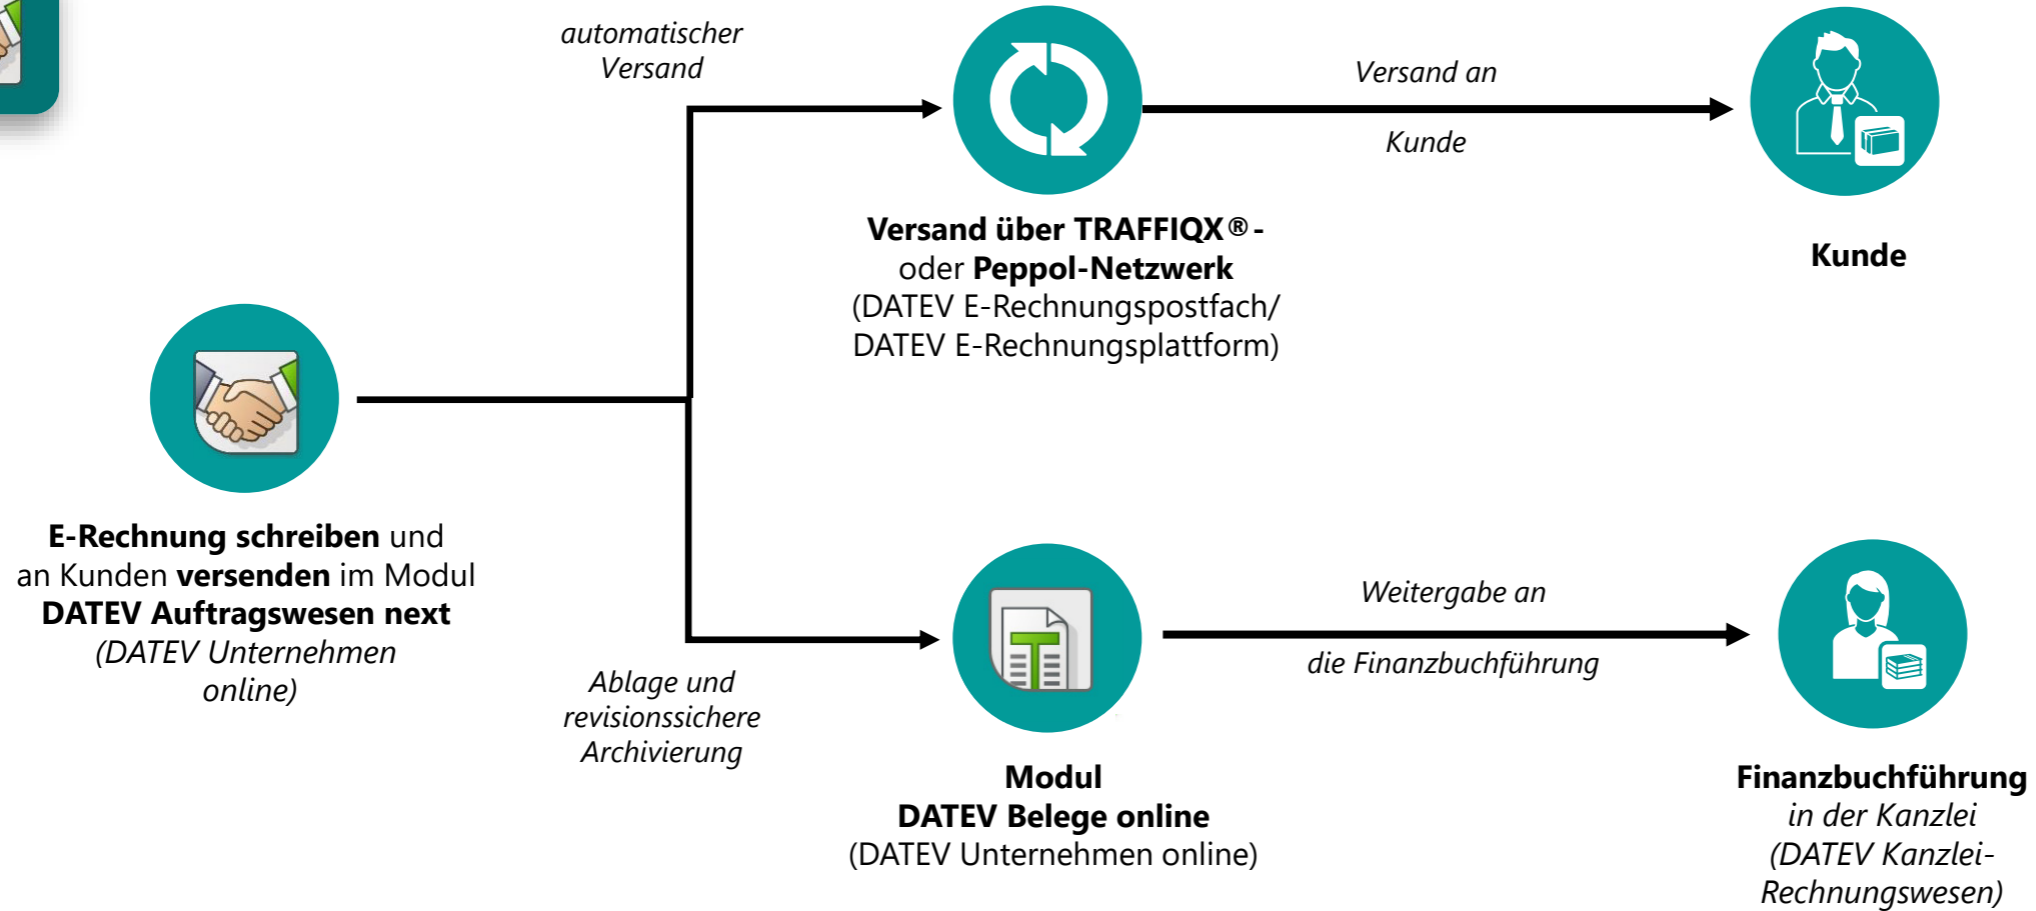 automatischer
Versand
Versand an
Kunde
Versand über TRAFFIQX® -
oder Peppol-Netzwerk
(DATEV E-Rechnungspostfach/
DATEV E-Rechnungsplattform)
Kunde
E-Rechnung schreiben und
an Kunden versenden im Modul
DATEV Auftragswesen next
(DATEV Unternehmen
online)
Ablage und
revisionssichere
Archivierung
Modul
DATEV Belege online
(DATEV Unternehmen online)
Weitergabe an
die Finanzbuchführung
Finanzbuchführung
in der Kanzlei
(DATEV Kanzlei-
Rechnungswesen)